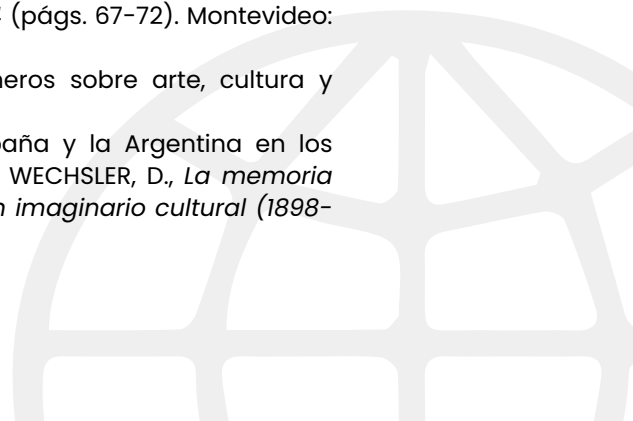 (págs. 67-72). Montevideo:
neros sobre arte, cultura y
paña y la Argentina en los
WECHSLER, D., La memoria
imaginario cultural (1898-